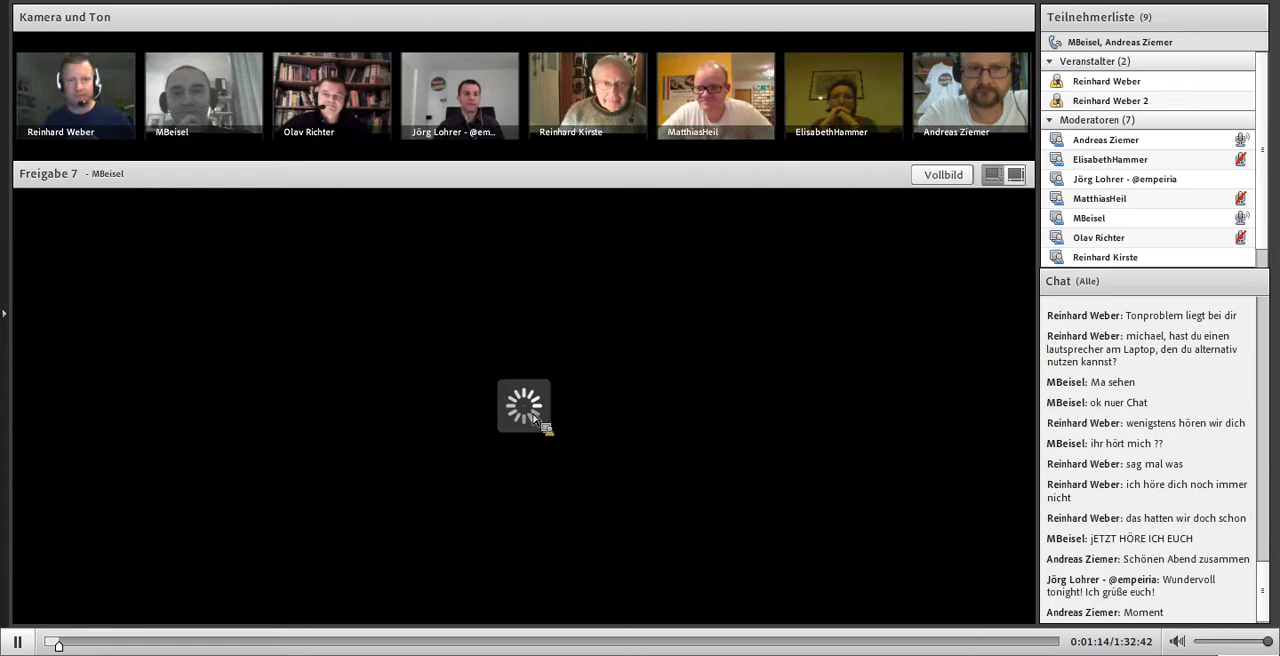 Kamera und Ton
Reinhard Weber
MBeisel
Olav Richter
Jörg Lohrer - @em...
Reinhard Kirste
MatthiasHeil
ElisabethHammer
Andreas Ziemer
Freigabe 7 - MBeisel
Vollbild
Teilnehmerliste (9)
MBeisel, Andreas Ziemer
Veranstalter (2)
Reinhard Weber
Reinhard Weber 2
Moderatoren (7)
Andreas Ziemer
ElisabethHammer
Jörg Lohrer - @empeiria
MatthiasHeil
MBeisel
Olav Richter
Reinhard Kirste
Chat (Alle)
Reinhard Weber: Tonproblem liegt bei dir
Reinhard Weber: michael, hast du einen
lautsprecher am Laptop, den du alternativ
nutzen kannst?
MBeisel: Ma sehen
MBeisel: ok nuer Chat
Reinhard Weber: wenigstens hören wir dich
MBeisel: ihr hört mich ??
Reinhard Weber: sag mal was
Reinhard Weber: ich höre dich noch immer
nicht
Reinhard Weber: das hatten wir doch schon
MBeisel: jETZT HÖRE ICH EUCH
Andreas Ziemer: Schönen Abend zusammen
Jörg Lohrer - @empeiria: Wundervoll
tonight! Ich grüße euch!
Andreas Ziemer: Moment
0:01:14/1:32:42